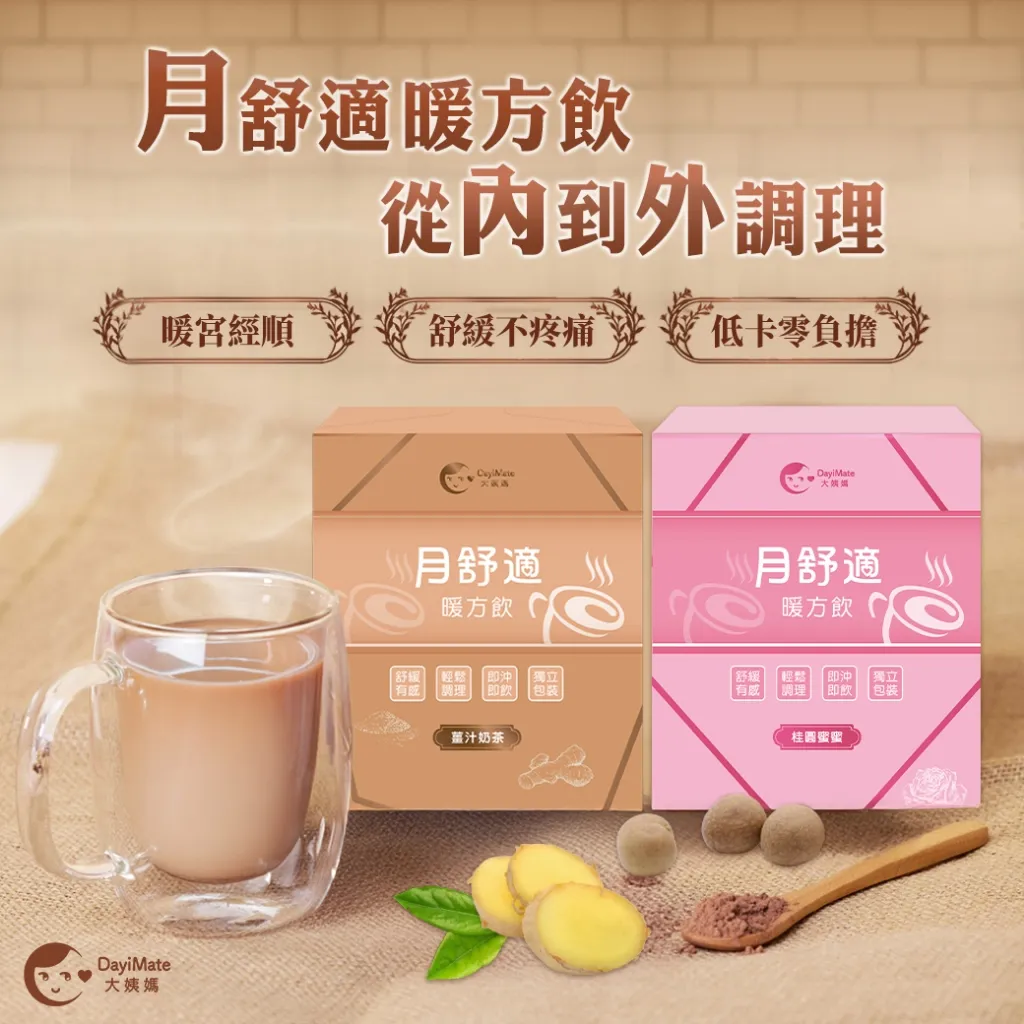 月舒適暖方飲
從內到外調理
暖宮經順
舒緩不疼痛
低卡零負擔
DayiMate
大姨媽
月舒適
暖方飲
舒緩有感
輕鬆調理
即沖即飲
獨立包裝
薑汁奶茶
DayiMate
大姨媽
月舒適
暖方飲
舒緩有感
輕鬆調理
即沖即飲
獨立包裝
桂圓蜜蜜
DayiMate
大姨媽